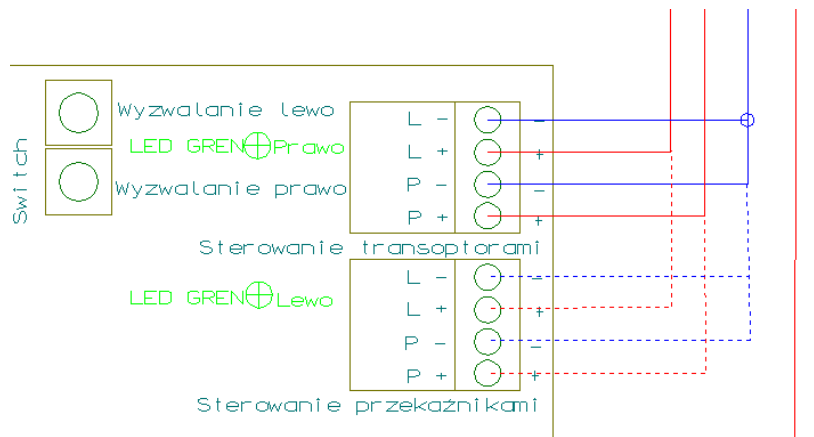 Switch
Wyzwalanie lewo
LED GREN Prawo
Wyzwalanie prawo
L - -
L + +
P - -
P + +
Sterowanie transoptorami
LED GREN Lewo
L - -
L + +
P - -
P + +
Sterowanie przekaźnikami